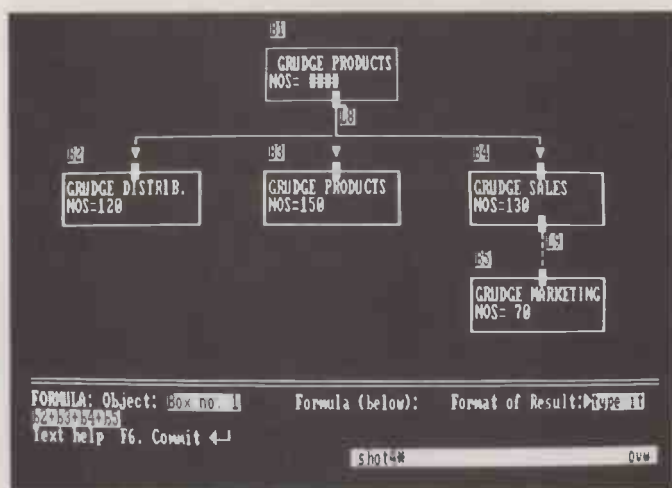 B1
GRUDGE PRODUCTS
NOS= ####
L8
B2 B3 B4
GRUDGE DISTRIB. GRUDGE PRODUCTS GRUDGE SALES
NOS=120 NOS=150 NOS=130
L9
B5
GRUDGE MARKETING
NOS= 70
FORMULA: Object: Box no. 1 Formula (below): Format of Result: Type it
B2+B3+B4+B5
Text help F6. Commit ↵
shot4* OVW